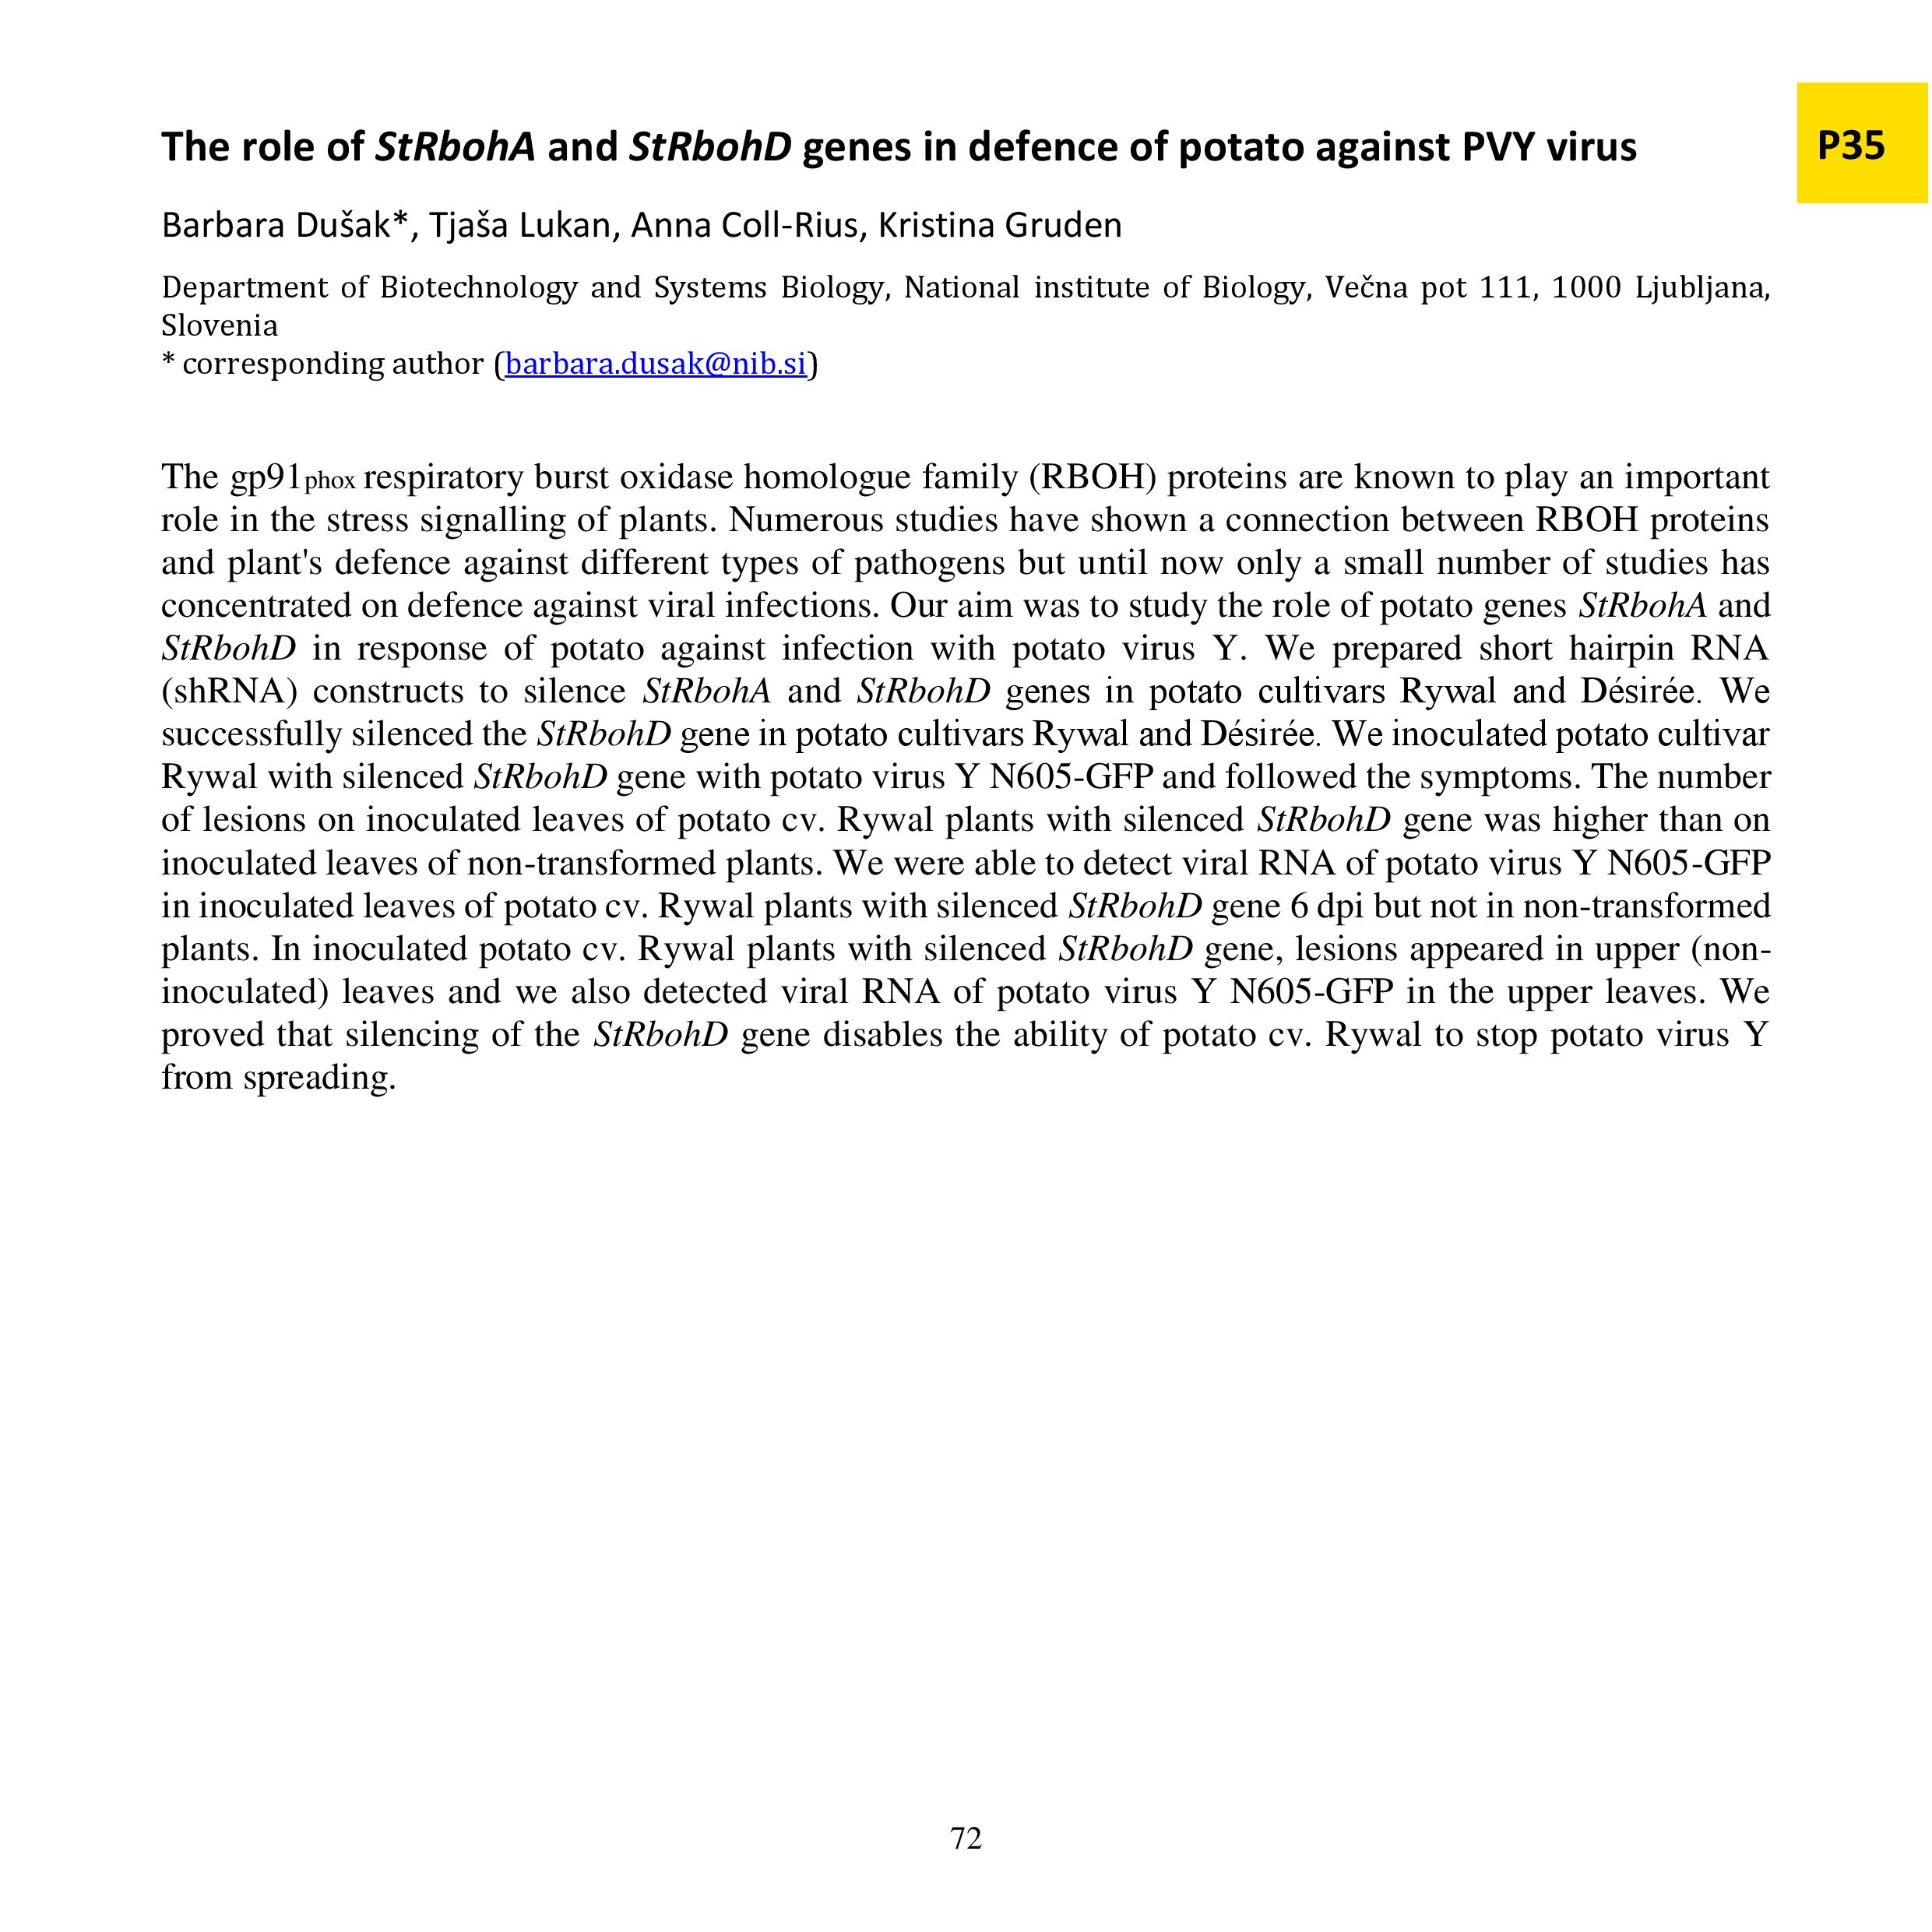 The role of StRbohA and StRbohD genes in defence of potato against PVY virus
P35
Barbara Dušak*, Tjaša Lukan, Anna Coll-Rius, Kristina Gruden
Department of Biotechnology and Systems Biology, National institute of Biology, Večna pot 111, 1000 Ljubljana,
Slovenia
* corresponding author (barbara.dusak@nib.si)
The gp91phox respiratory burst oxidase homologue family (RBOH) proteins are known to play an important
role in the stress signalling of plants. Numerous studies have shown a connection between RBOH proteins
and plant's defence against different types of pathogens but until now only a small number of studies has
concentrated on defence against viral infections. Our aim was to study the role of potato genes StRbohA and
StRbohD in response of potato against infection with potato virus Y. We prepared short hairpin RNA
(shRNA) constructs to silence StRbohA and StRbohD genes in potato cultivars Rywal and Désirée. We
successfully silenced the StRbohD gene in potato cultivars Rywal and Désirée. We inoculated potato cultivar
Rywal with silenced StRbohD gene with potato virus Y N605-GFP and followed the symptoms. The number
of lesions on inoculated leaves of potato cv. Rywal plants with silenced StRbohD gene was higher than on
inoculated leaves of non-transformed plants. We were able to detect viral RNA of potato virus Y N605-GFP
in inoculated leaves of potato cv. Rywal plants with silenced StRbohD gene 6 dpi but not in non-transformed
plants. In inoculated potato cv. Rywal plants with silenced StRbohD gene, lesions appeared in upper (non-
inoculated) leaves and we also detected viral RNA of potato virus Y N605-GFP in the upper leaves. We
proved that silencing of the StRbohD gene disables the ability of potato cv. Rywal to stop potato virus Y
from spreading.
72